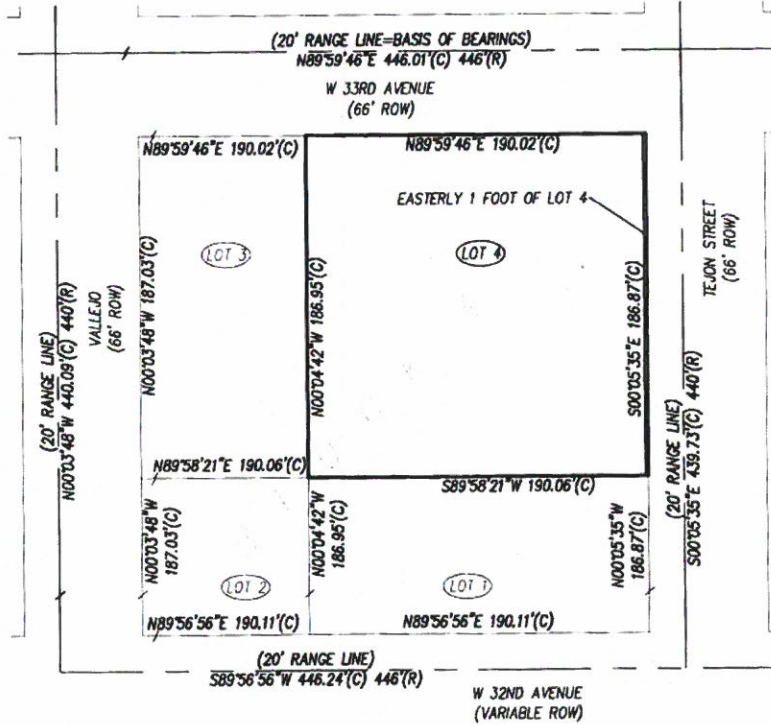 (20' RANGE LINE=BASIS OF BEARINGS)
N89°59'46"E 446.01'(C) 446'(R)
W 33RD AVENUE
(66' ROW)
N89°59'46"E 190.02'(C)
N89°59'46"E 190.02'(C)
EASTERLY 1 FOOT OF LOT 4
LOT 3
LOT 4
(20' RANGE LINE)
N00°03'48"W 440.09'(C) 440'(R)
VALLEJO
(66' ROW)
N00°03'48"W 187.03'(C)
N00°04'42"W 186.95'(C)
S00°05'35"E 186.87'(C)
TEJON STREET
(66' ROW)
(20' RANGE LINE)
S00°05'35"E 439.73'(C) 440'(R)
N89°58'21"E 190.06'(C)
S89°58'21"W 190.06'(C)
N00°03'48"W
187.03'(C)
N00°04'42"W
186.95'(C)
N00°05'35"W
186.87'(C)
LOT 2
LOT 1
N89°56'56"E 190.11'(C)
N89°56'56"E 190.11'(C)
(20' RANGE LINE)
S89°56'56"W 446.24'(C) 446'(R)
W 32ND AVENUE
(VARIABLE ROW)